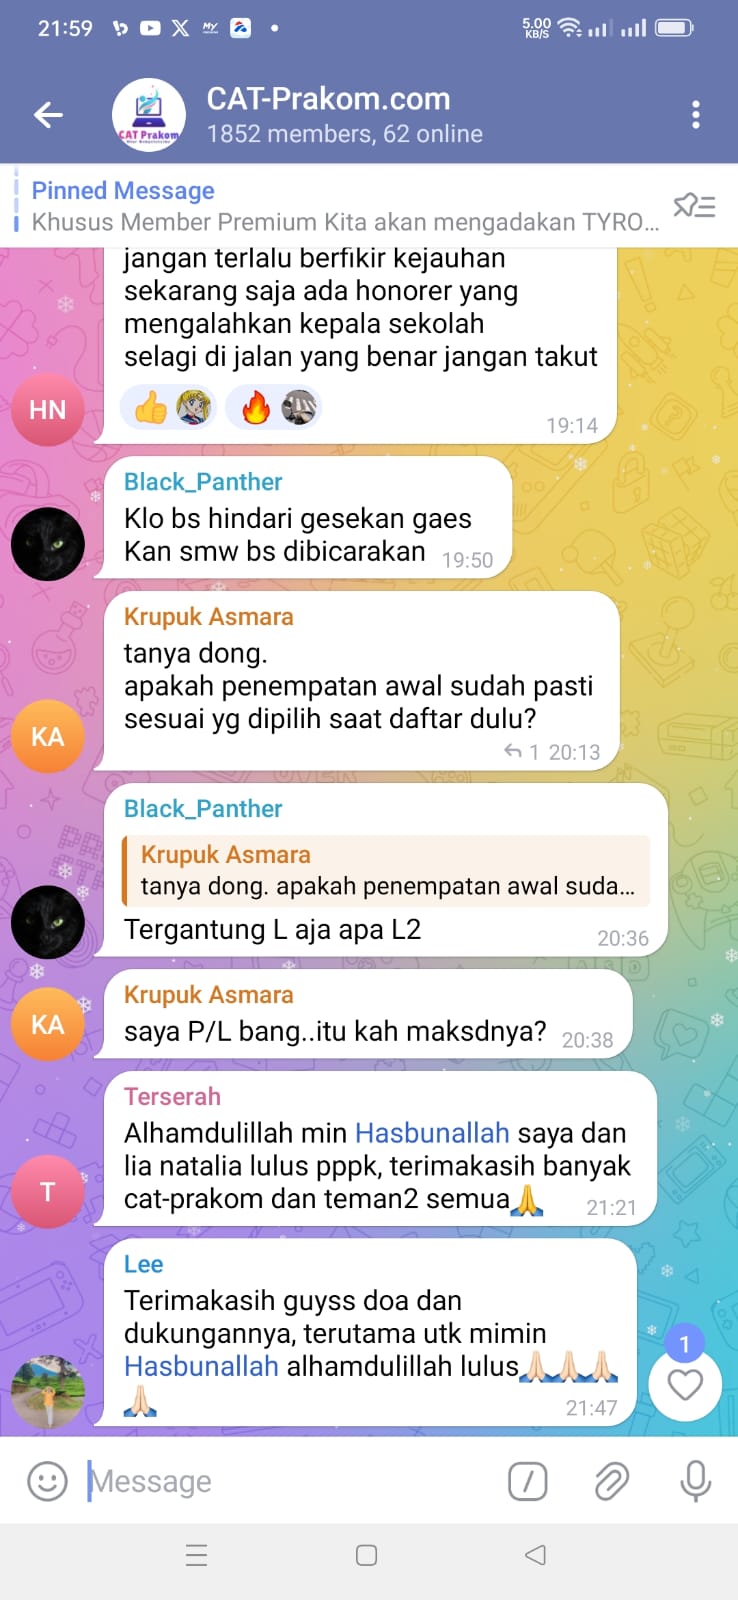 21:59
5.00
KB/S
CAT-Prakom.com
CAT Prakom
1852 members, 62 online
Pinned Message
Khusus Member Premium Kita akan mengadakan TYRO...
jangan terlalu berfikir kejauhan
sekarang saja ada honorer yang
mengalahkan kepala sekolah
selagi di jalan yang benar jangan takut
HN
19:14
Black_Panther
Klo bs hindari gesekan gaes
Kan smw bs dibicarakan 19:50
Krupuk Asmara
tanya dong.
apakah penempatan awal sudah pasti
sesuai yg dipilih saat daftar dulu?
KA
1 20:13
Black_Panther
Krupuk Asmara
tanya dong. apakah penempatan awal suda...
Tergantung L aja apa L2 20:36
Krupuk Asmara
KA
saya P/L bang..itu kah maksdnya? 20:38
Terserah
Alhamdulillah min Hasbunallah saya dan
lia natalia lulus pppk, terimakasih banyak
cat-prakom dan teman2 semua🙏 21:21
T
Lee
Terimakasih guyss doa dan
dukungannya, terutama utk mimin
Hasbunallah alhamdulillah lulus🙏🏻🙏🏻🙏🏻
🙏🏻
21:47
1
Message